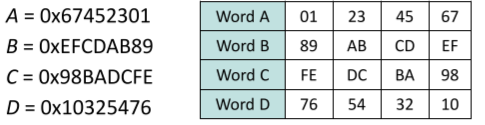 A = 0x67452301
B = 0xEFCDAB89
C = 0x98BADCFE
D = 0x10325476
Word A 01 23 45 67
Word B 89 AB CD EF
Word C FE DC BA 98
Word D 76 54 32 10